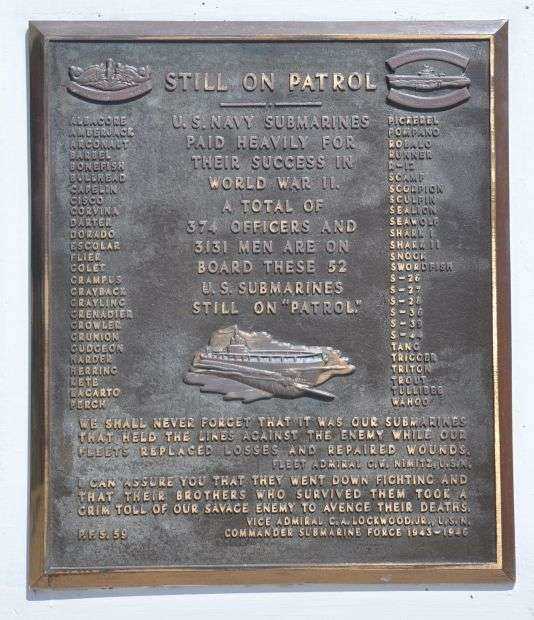 STILL ON PATROL
ALBACORE
AMBERJACK
ARGONAUT
BARBEL
BONEFISH
BULLHEAD
CAPELIN
CISCO
CORVINA
DARTER
DORADO
ESCOLAR
FLIER
GOLET
GRAMPUS
GRAYBACK
GRAYLING
GRENADIER
GROWLER
GRUNION
GUDGEON
HARDER
HERRING
KETE
LAGARTO
PERCH
U.S. NAVY SUBMARINES
PAID HEAVILY FOR
THEIR SUCCESS IN
WORLD WAR II.
A TOTAL OF
374 OFFICERS AND
3131 MEN ARE ON
BOARD THESE 52
U.S. SUBMARINES
STILL ON "PATROL."
PICKEREL
POMPANO
ROBALO
RUNNER
R-12
SCAMP
SCORPION
SCULPIN
SEALION
SEAWOLF
SHARK I
SHARK II
SNOOK
SWORDFISH
S-26
S-27
S-28
S-36
S-39
S-44
TANG
TRIGGER
TRITON
TROUT
TULLIBEE
WAHOO
WE SHALL NEVER FORGET THAT IT WAS OUR SUBMARINES
THAT HELD THE LINES AGAINST THE ENEMY WHILE OUR
FLEETS REPLACED LOSSES AND REPAIRED WOUNDS.
FLEET ADMIRAL C.W. NIMITZ, U.S.N.
I CAN ASSURE YOU THAT THEY WENT DOWN FIGHTING AND
THAT THEIR BROTHERS WHO SURVIVED THEM TOOK A
GRIM TOLL OF OUR SAVAGE ENEMY TO AVENGE THEIR DEATHS.
VICE ADMIRAL C.A. LOCKWOOD, JR., U.S.N.
P.F.S. 59
COMMANDER SUBMARINE FORCE 1943-1946